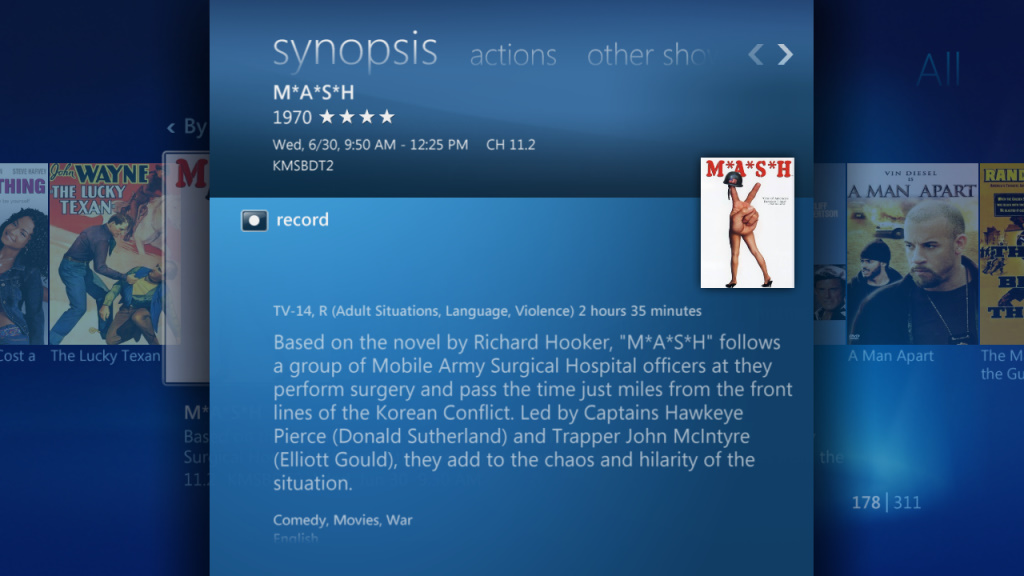 synopsis actions other sho
M*A*S*H
1970 ★★★★
Wed, 6/30, 9:50 AM - 12:25 PM CH 11.2
KMSBDT2
record
TV-14, R (Adult Situations, Language, Violence) 2 hours 35 minutes
Based on the novel by Richard Hooker, "M*A*S*H" follows
a group of Mobile Army Surgical Hospital officers at they
perform surgery and pass the time just miles from the front
lines of the Korean Conflict. Led by Captains Hawkeye
Pierce (Donald Sutherland) and Trapper John McIntyre
(Elliott Gould), they add to the chaos and hilarity of the
situation.
Comedy, Movies, War
English
M*A*S*H
All
By
THING
John WAYNE
THE LUCKY
TEXAN
M
VIN DIESEL
A MAN APART
Cost a
The Lucky Texan
A Man Apart
The M
the Gu
M*
Bas
Sur
11.
the
178 | 311